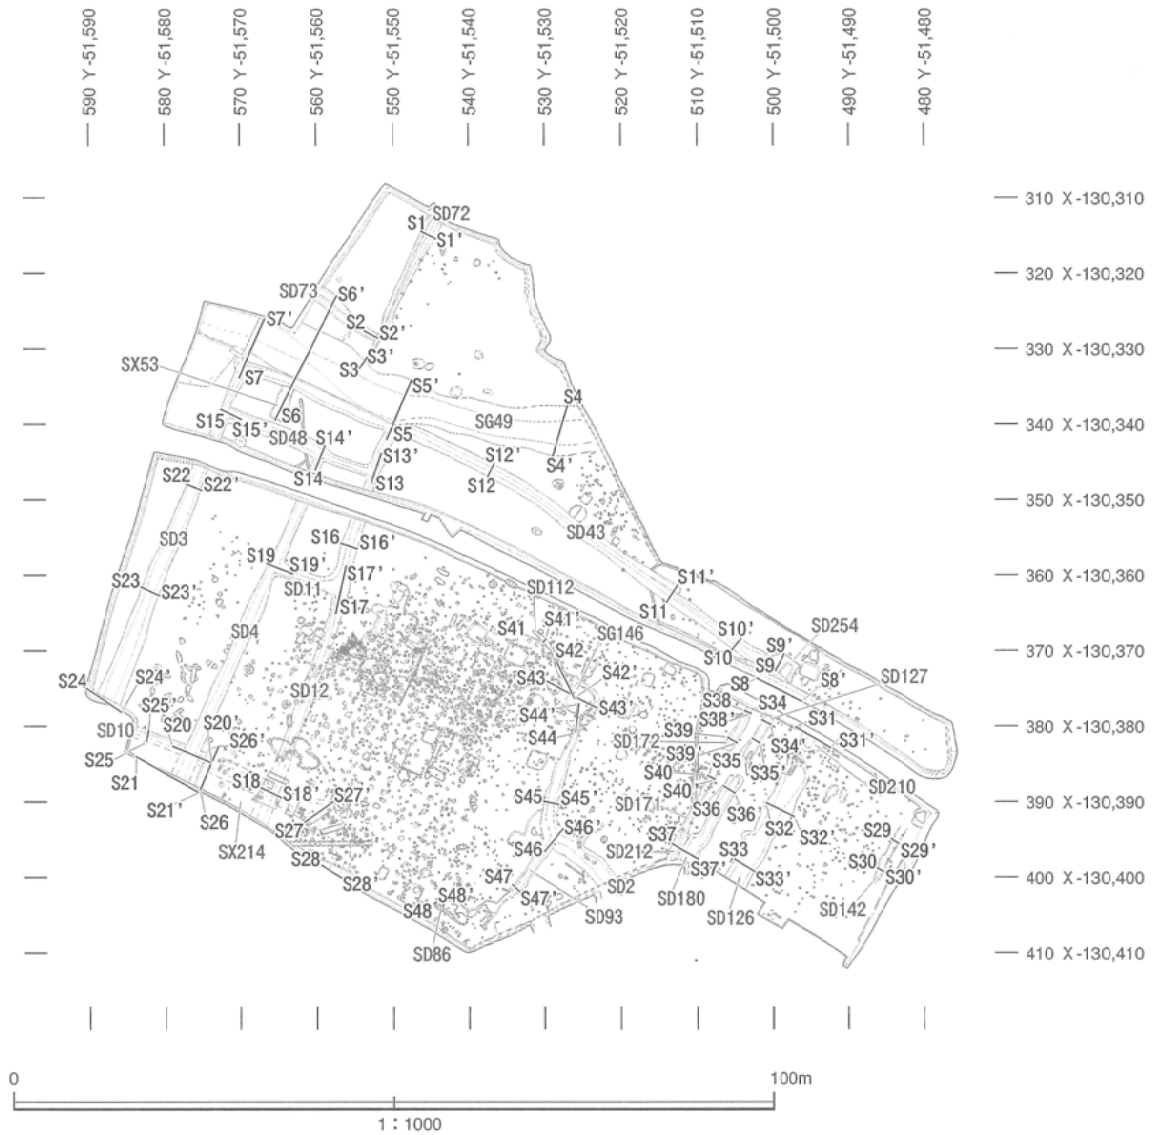 590 Y-51,590
580 Y-51,580
570 Y-51,570
560 Y-51,560
550 Y-51,550
540 Y-51,540
530 Y-51,530
520 Y-51,520
510 Y-51,510
500 Y-51,500
490 Y-51,490
480 Y-51,480
310 X-130,310
S1 SD72
S1'
320 X-130,320
SD73 S6'
S7' S2 S2'
330 X-130,330
SX53 S3 S3'
S7 S5'
S4
S6 SG49
S15 S15' SD48 S14' S5
340 X-130,340
S13' S12' S4'
S14 S13 S12
S22 S22'
350 X-130,350
SD3 SD43
S16 S16'
S19 S19' S17'
360 X-130,360
S23 S23' SD11 SD112 S11'
S17 S11
SD4 S41 S41' SG146 S10' SD254
S42 S9'
370 X-130,370
S10 S9 S8'
S24 S24' S43 S42' S8 SD127
SD12 S38 S34
S25' S44' S43' S38' S31
380 X-130,380
SD10 S20 S20' S44 S39
S26' SD172 S34' S31'
S25 S39 S35
S21 S40 S35'
S18 S40 SD210
S18' S27' S45 S45' SD171
390 X-130,390
S21' S26 S36 S36'
S27 S46' S32 S32' S29
SX214 S46 S37 S29'
S28 SD212 S33 S30
S28 S47 S37' S33' S30'
400 X-130,400
S48' S47' SD2
S48 SD93 SD180 SD126 SD142
SD86
410 X-130,410
0 100m
1 : 1000